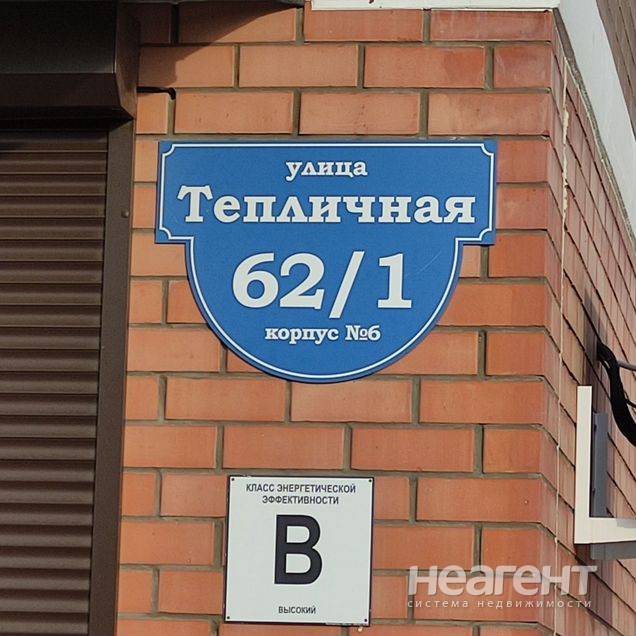 улица
Тепличная
62/1
корпус №6
КЛАСС ЭНЕРГЕТИЧЕСКОЙ
ЭФФЕКТИВНОСТИ
В
ВЫСОКИЙ
НЕАГЕНТ
система недвижимости